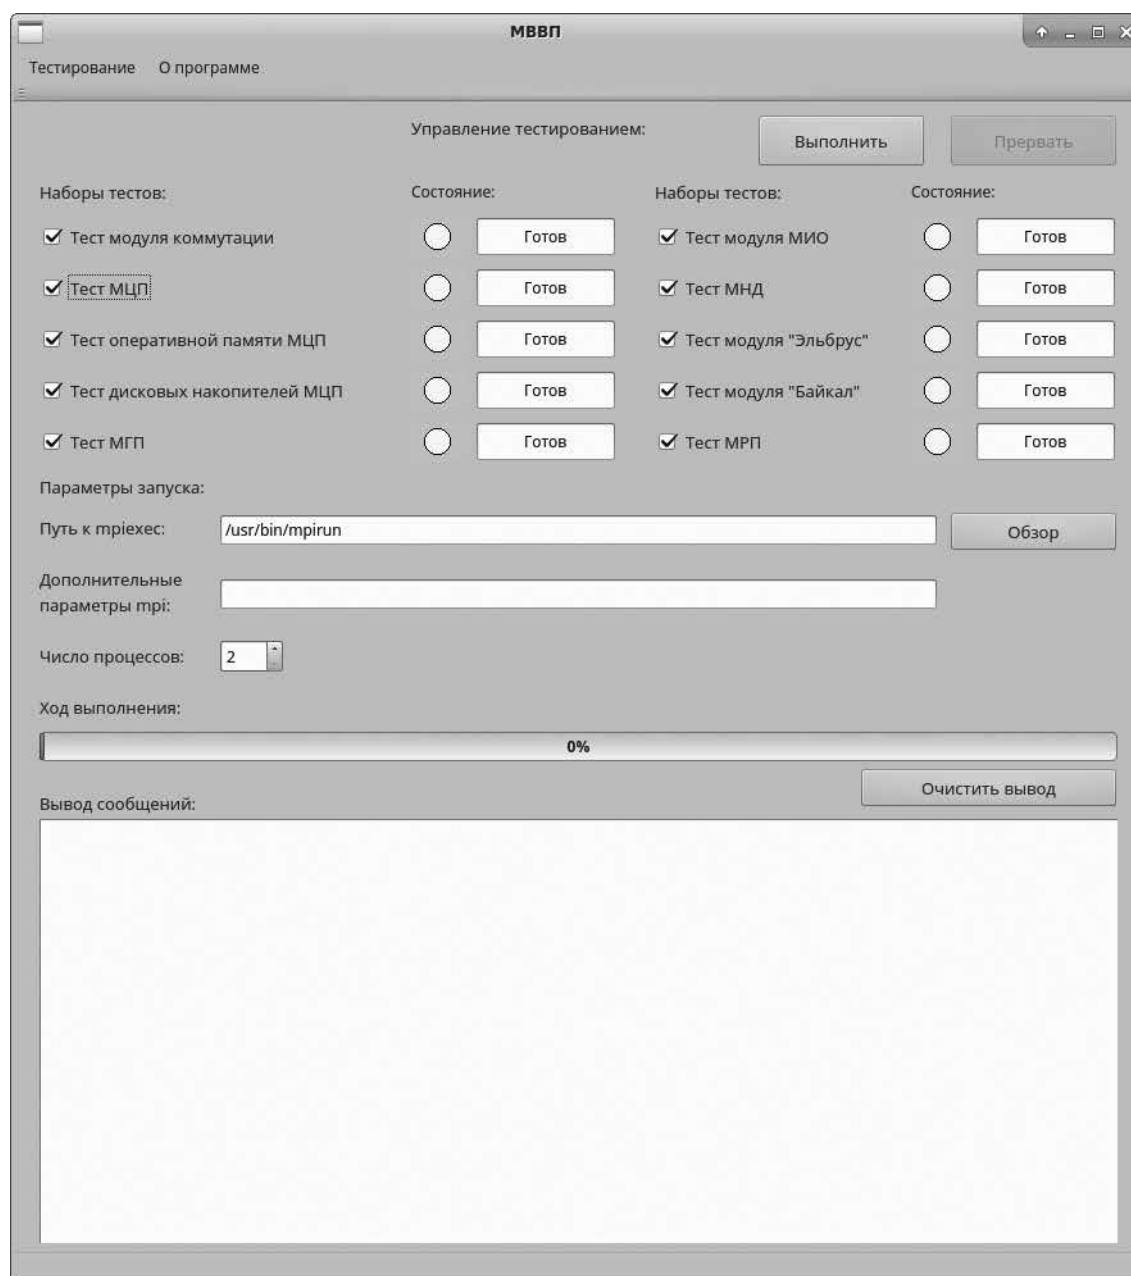 МВВП
Тестирование О программе
Управление тестированием: Выполнить Прервать
Наборы тестов: Состояние: Наборы тестов: Состояние:
Тест модуля коммутации Готов Тест модуля МИО Готов
Тест МЦП Готов Тест МНД Готов
Тест оперативной памяти МЦП Готов Тест модуля "Эльбрус" Готов
Тест дисковых накопителей МЦП Готов Тест модуля "Байкал" Готов
Тест МГП Готов Тест МРП Готов
Параметры запуска:
Путь к mpiexec: /usr/bin/mpirun Обзор
Дополнительные
параметры mpi:
Число процессов: 2
Ход выполнения:
0%
Очистить вывод
Вывод сообщений: